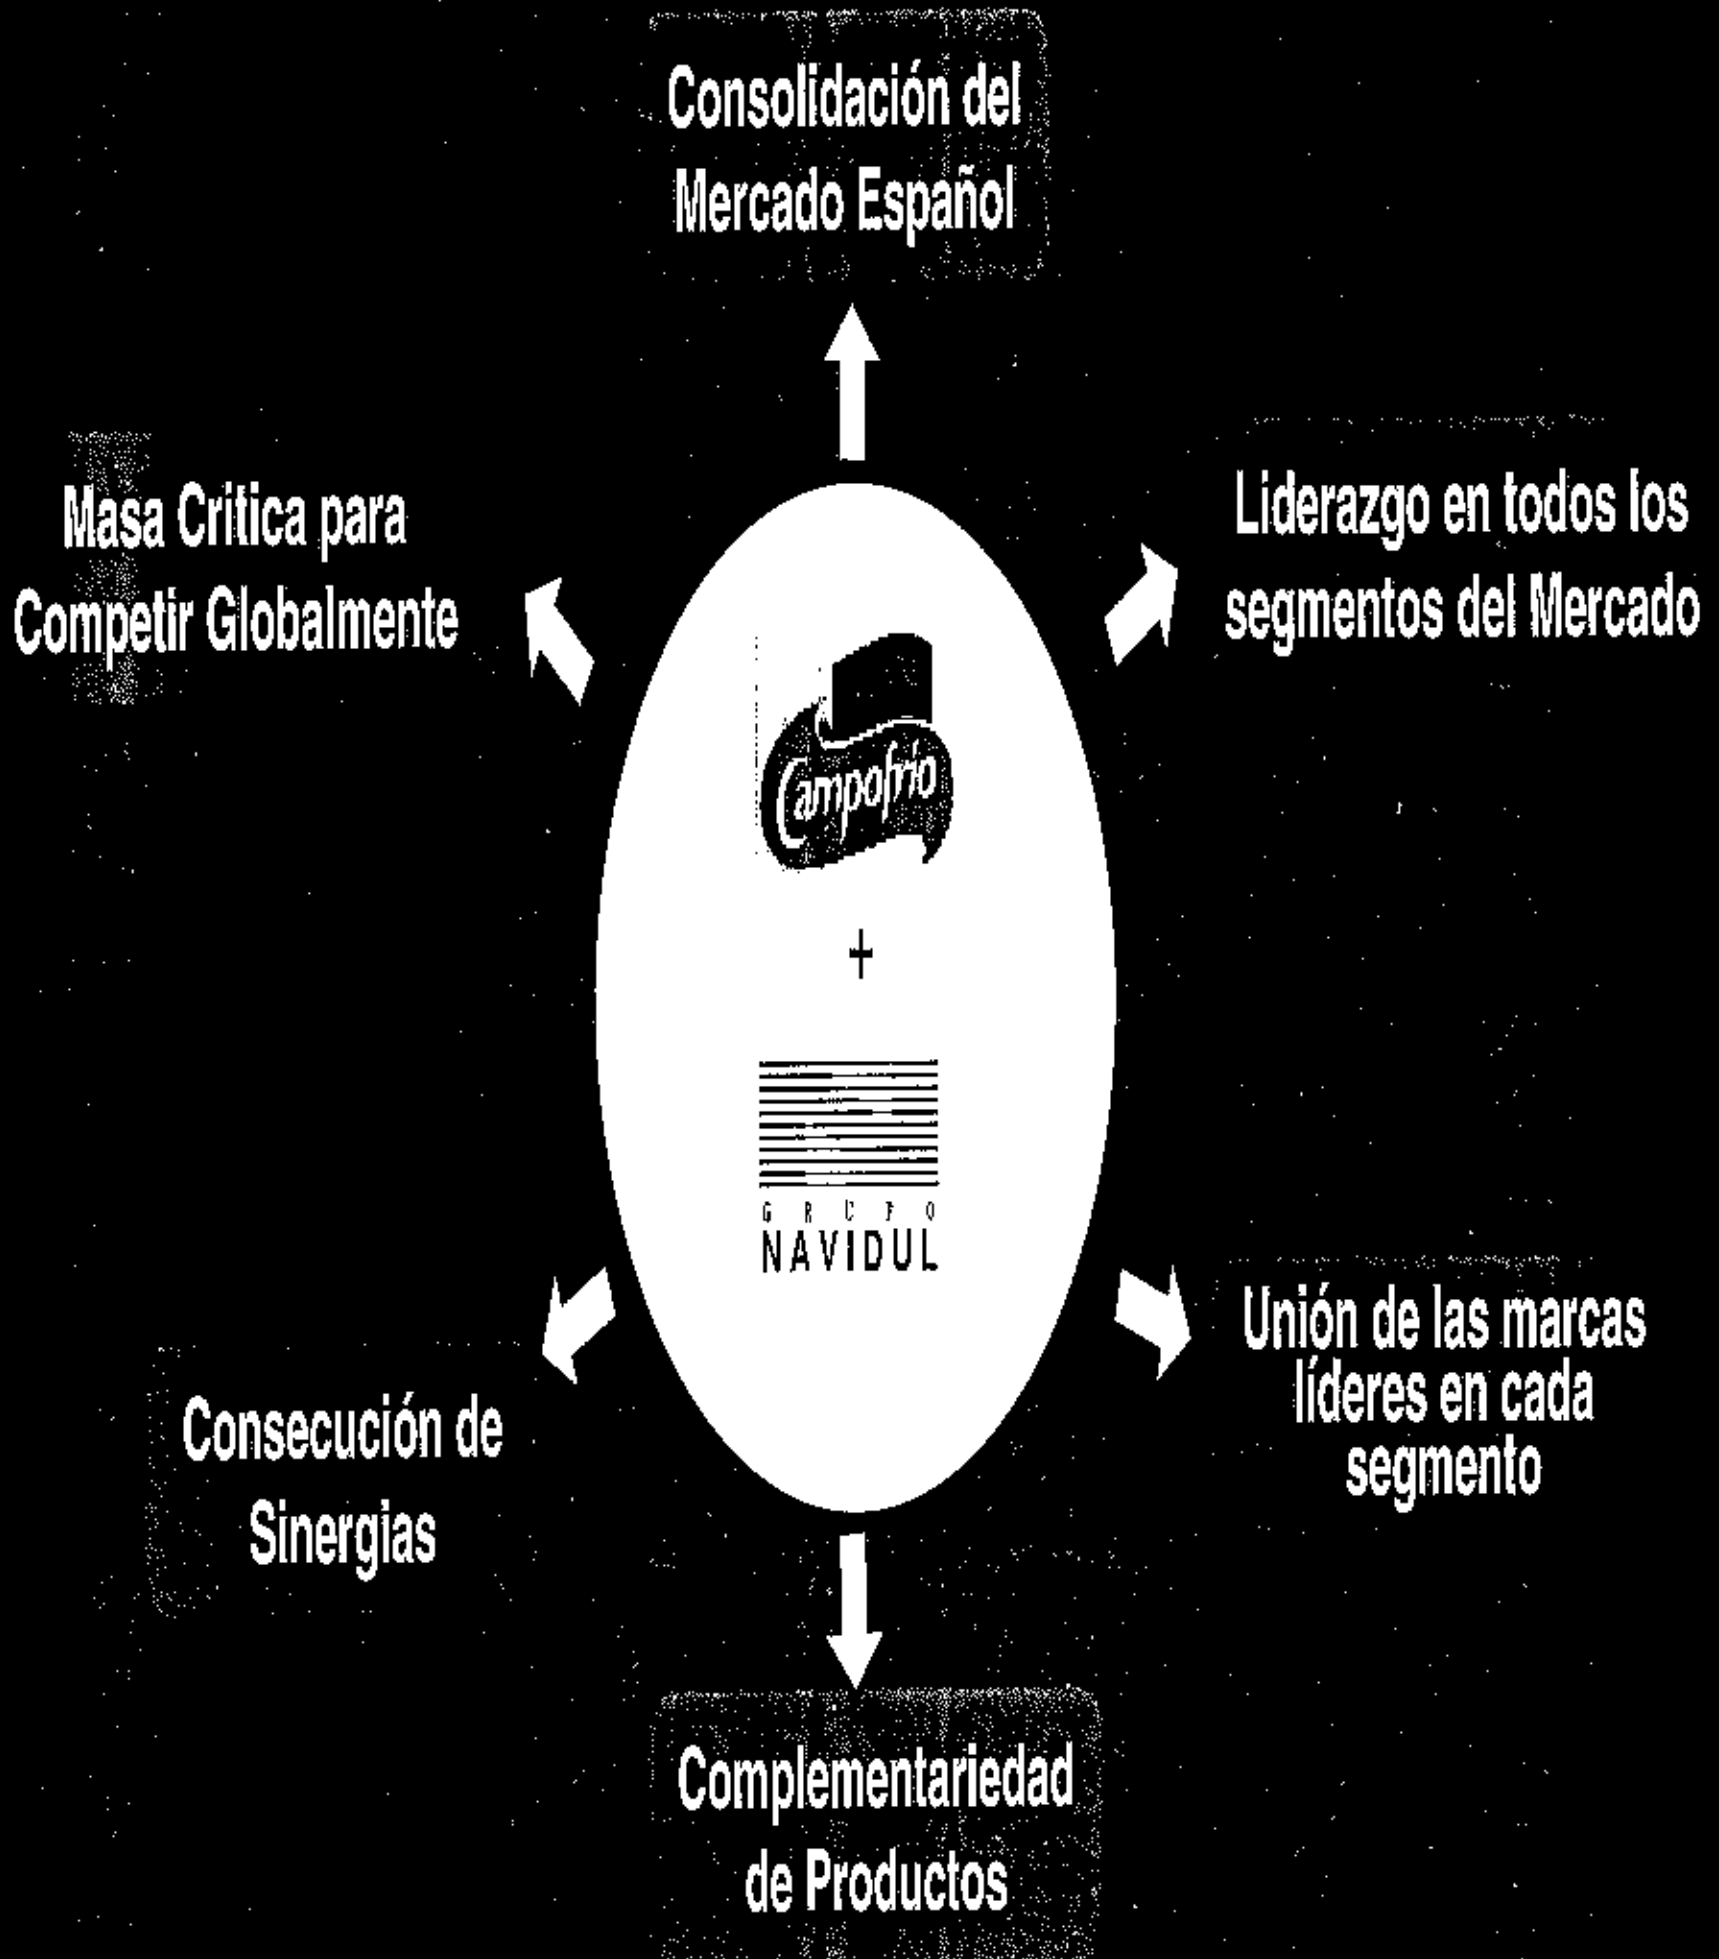 Consolidación del
Mercado Español
Masa Critica para
Competir Globalmente
Liderazgo en todos los
segmentos del Mercado
Campofrío
+
GRUPO
NAVIDUL
Consecución de
Sinergias
Unión de las marcas
líderes en cada
segmento
Complementariedad
de Productos